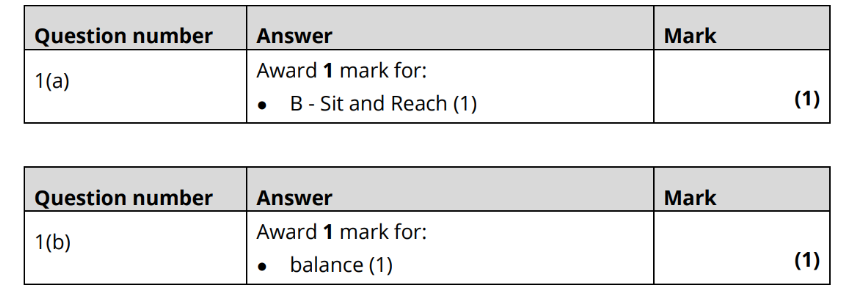 Question number Answer Mark
1(a)
Award 1 mark for:
● B - Sit and Reach (1)
(1)
Question number Answer Mark
1(b)
Award 1 mark for:
● balance (1)
(1)